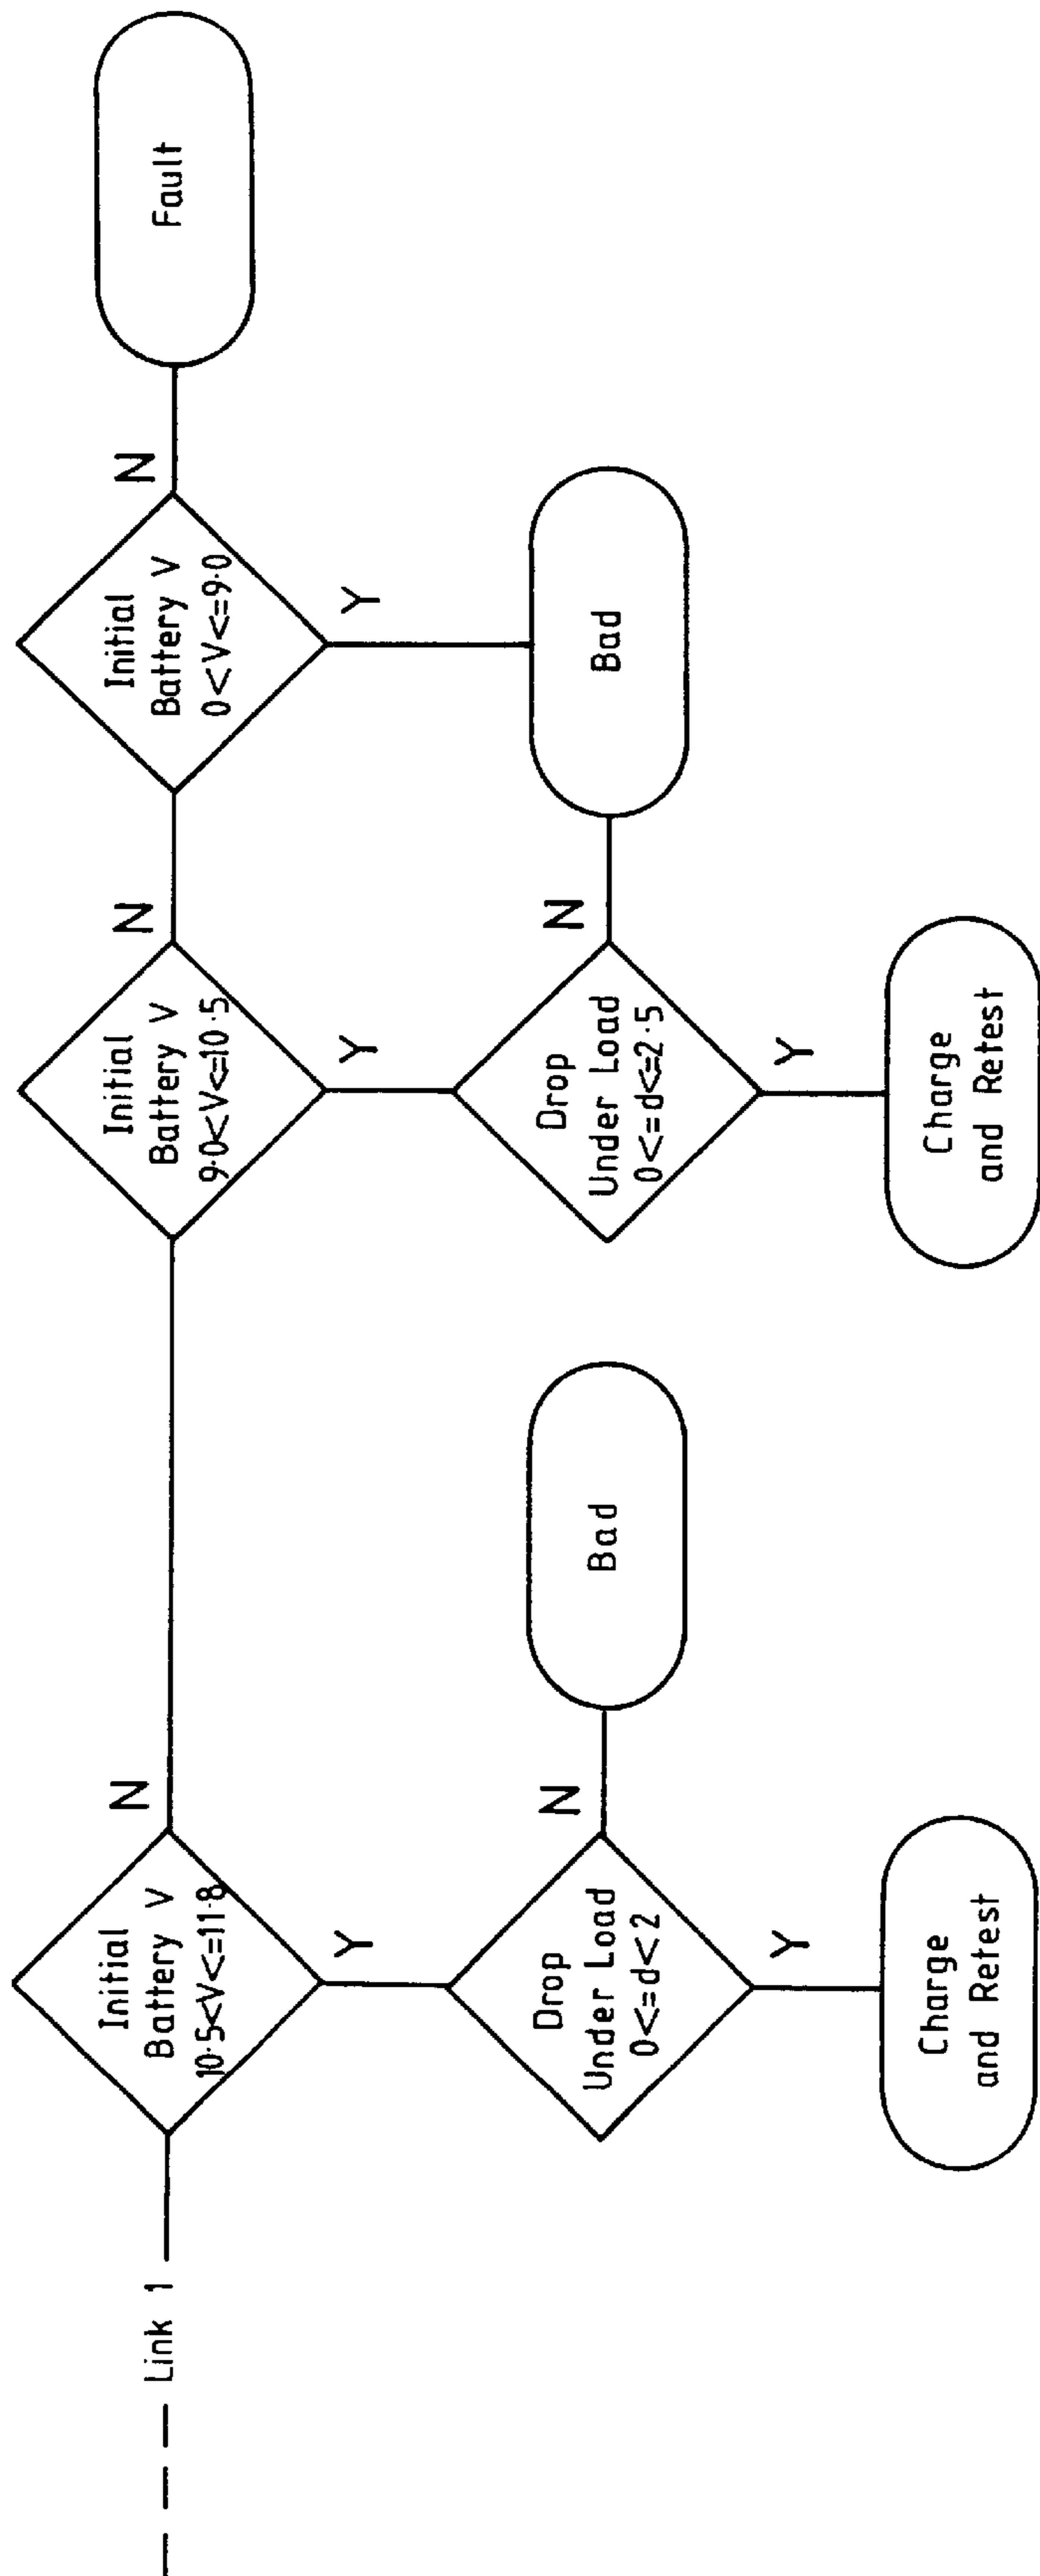 Link 1
Initial
Battery V
10·5<V<=11·8
N
Y
Initial
Battery V
9·0<V<=10·5
N
Y
Initial
Battery V
0<V<=9·0
N
Y
Fault
Drop
Under Load
0<=d<2
N
Y
Bad
Drop
Under Load
0<=d<=2·5
N
Y
Bad
Charge
and Retest
Charge
and Retest